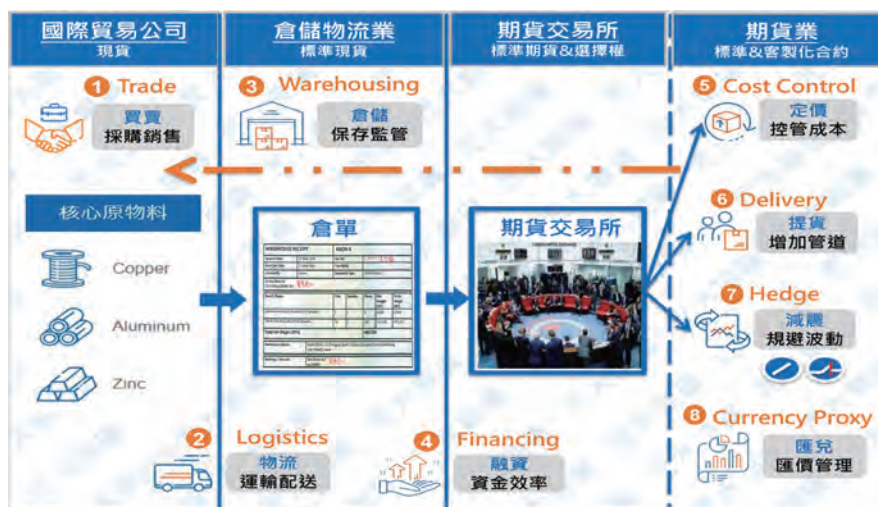 國際貿易公司
現貨
倉儲物流業
標準現貨
期貨交易所
標準期貨&選擇權
期貨業
標準&客製化合約
1 Trade
買賣
採購銷售
3 Warehousing
倉儲
保存監管
5 Cost Control
定價
控管成本
核心原物料
Copper
Aluminum
Zinc
倉單
期貨交易所
6 Delivery
提貨
增加管道
7 Hedge
減震
規避波動
2 Logistics
物流
運輸配送
4 Financing
融資
資金效率
8 Currency Proxy
匯兌
匯價管理